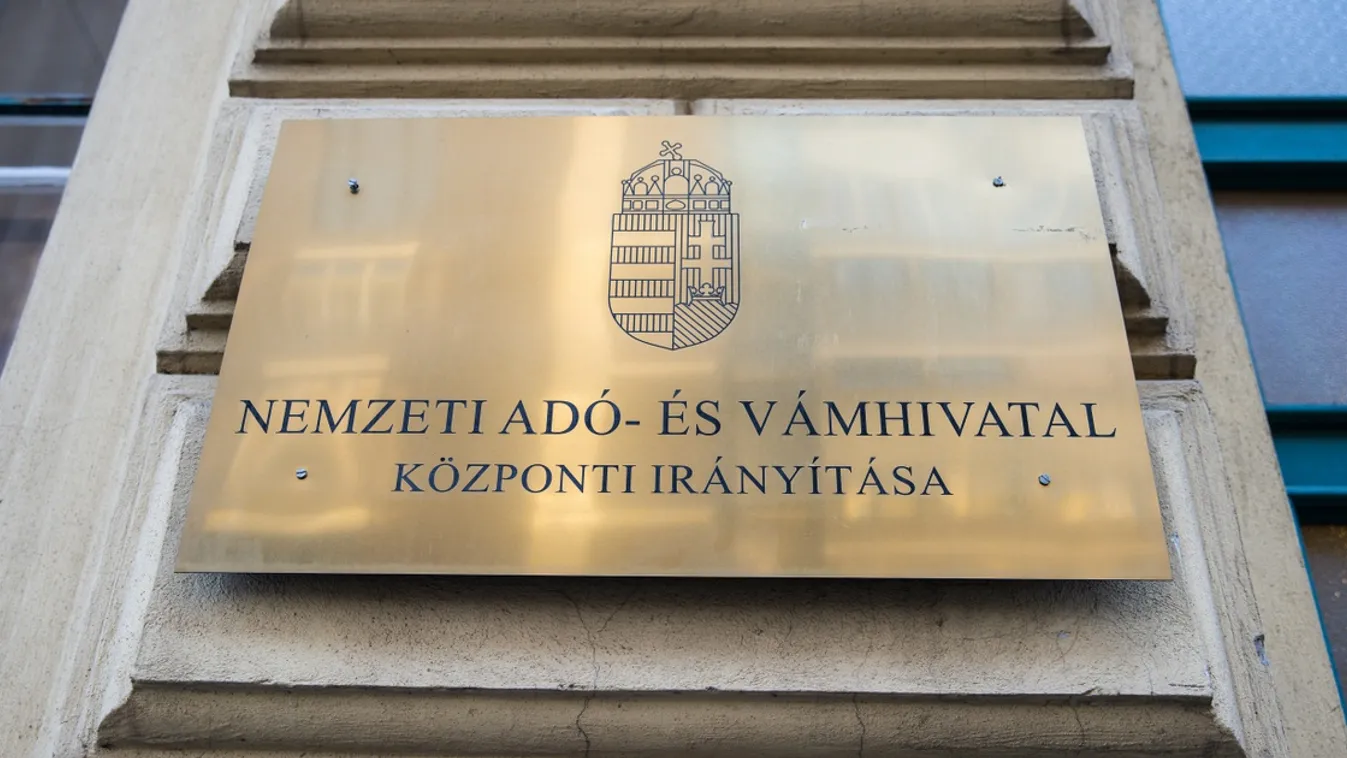 NEMZETI ADÓ- ÉS VÁMHIVATAL
KÖZPONTI IRÁNYÍTÁSA